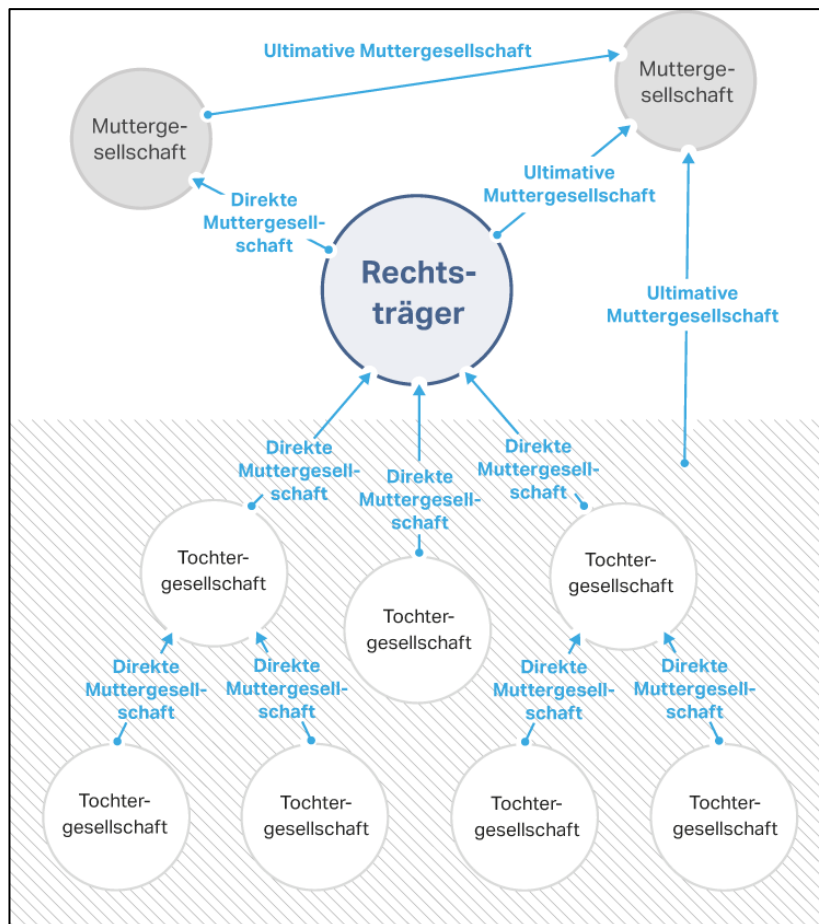 Ultimative Muttergesellschaft
Mutterge-
sellschaft
Mutterge-
sellschaft
Direkte
Muttergesell-
schaft
Ultimative
Muttergesellschaft
Rechts-
träger
Ultimative
Muttergesellschaft
Direkte
Muttergesell-
schaft
Direkte
Muttergesell-
schaft
Direkte
Muttergesell-
schaft
Tochter-
gesellschaft
Tochter-
gesellschaft
Tochter-
gesellschaft
Direkte
Muttergesell-
schaft
Direkte
Muttergesell-
schaft
Direkte
Muttergesell-
schaft
Direkte
Muttergesell-
schaft
Tochter-
gesellschaft
Tochter-
gesellschaft
Tochter-
gesellschaft
Tochter-
gesellschaft